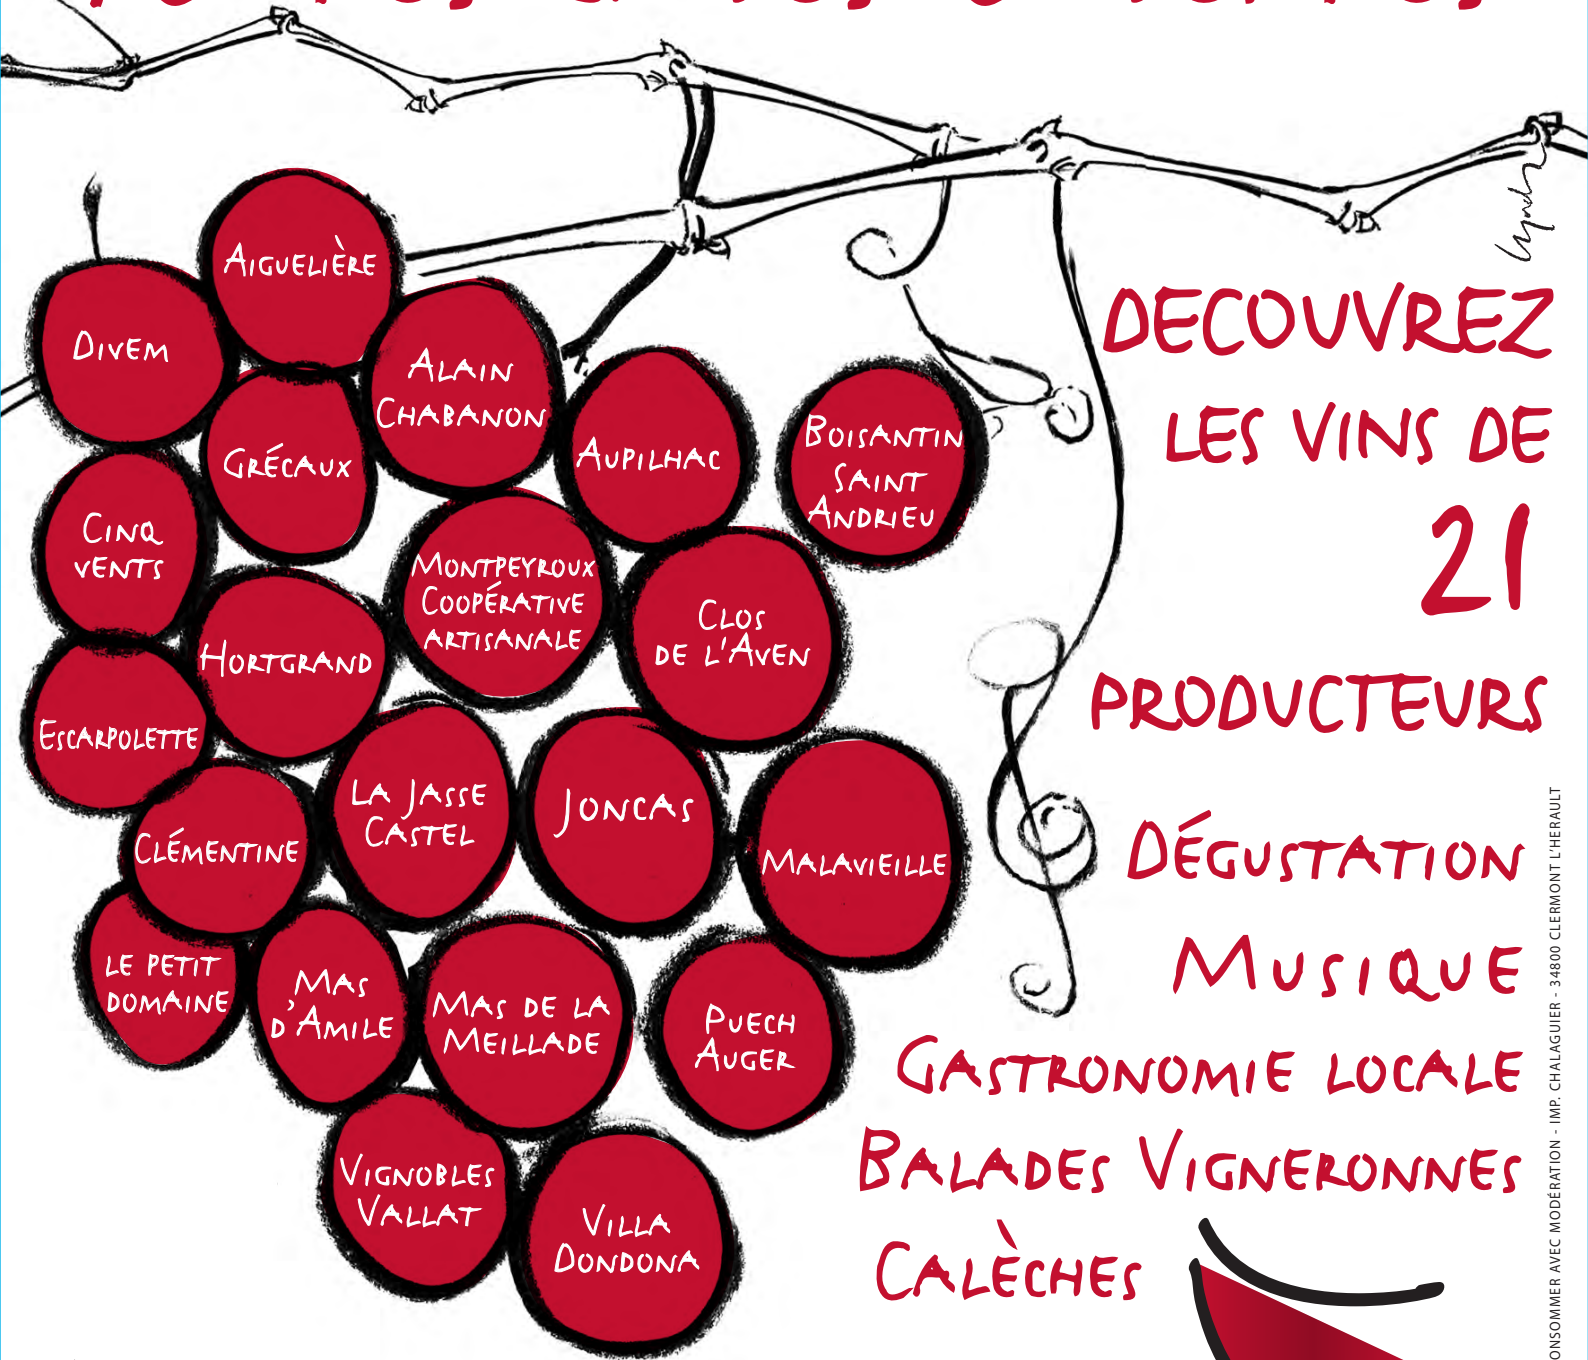 Aiguelière
Divem
Alain
Chabanon
Grécaux
Aupilhac
Boisantin
Saint
Andrieu
Cinq
vents
Montpeyroux
Coopérative
artisanale
Clos
de l'Aven
Hortgrand
Escarpolette
La Jasse
Castel
Joncas
Malavieille
Clémentine
Le petit
domaine
Mas
d'Amile
Mas de la
Meillade
Puech
Auger
Vignobles
Vallat
Villa
Dondona
DECOUVREZ
LES VINS DE
21
PRODUCTEURS
Dégustation
Musique
Gastronomie locale
Balades Vigneronnes
Calèches
ONSOMMER AVEC MODÉRATION - IMP. CHALAGUIER - 34800 CLERMONT L'HERAULT